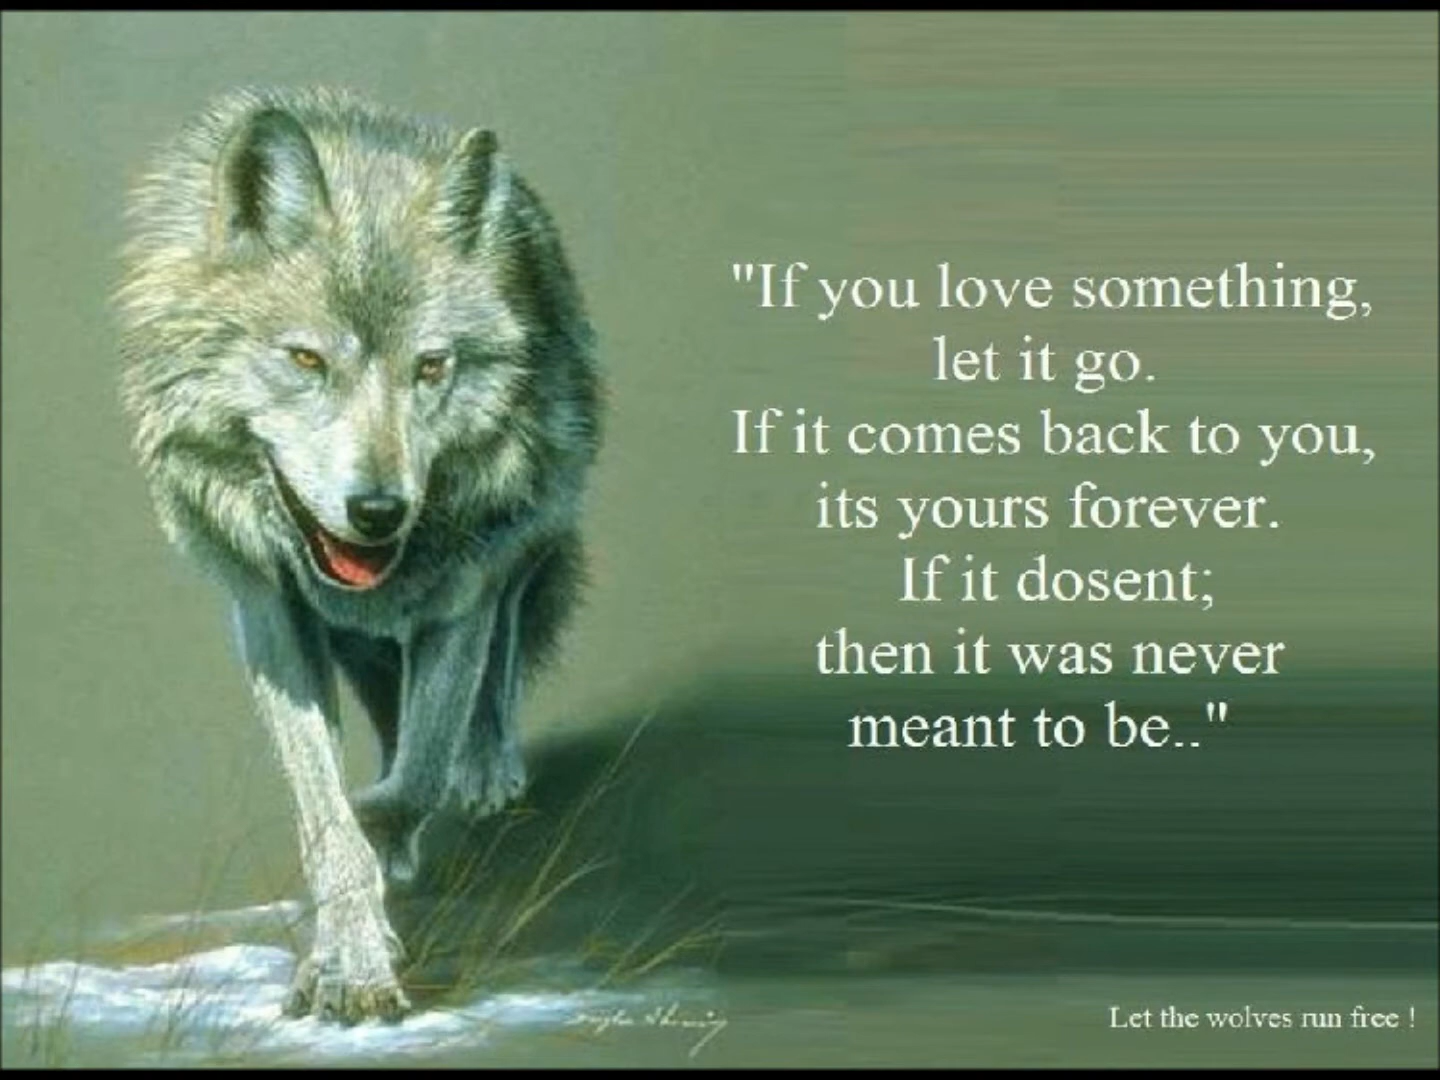 "If you love something,
let it go.
If it comes back to you,
its yours forever.
If it dosent;
then it was never
meant to be.."
Let the wolves run free !